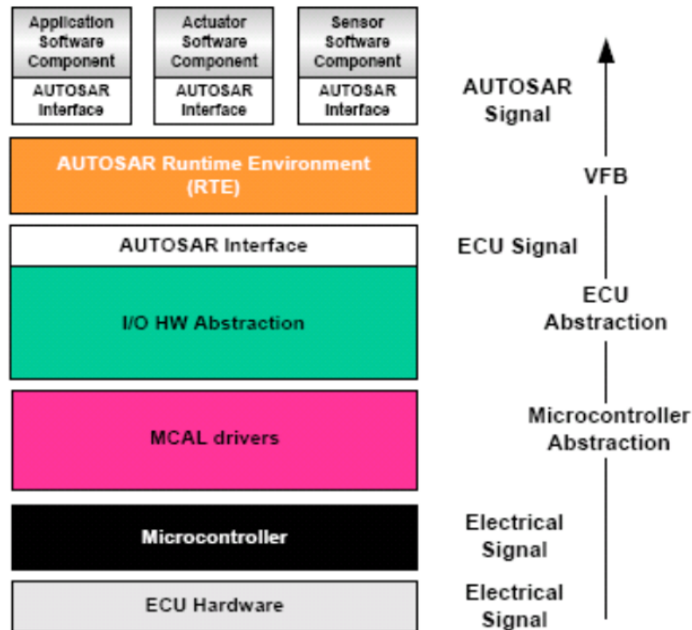 Application
Software
Component
AUTOSAR
Interface
Actuator
Software
Component
AUTOSAR
Interface
Sensor
Software
Component
AUTOSAR
Interface
AUTOSAR
Signal
AUTOSAR Runtime Environment
(RTE)
VFB
AUTOSAR Interface
ECU Signal
I/O HW Abstraction
ECU
Abstraction
MCAL drivers
Microcontroller
Abstraction
Microcontroller
Electrical
Signal
ECU Hardware
Electrical
Signal